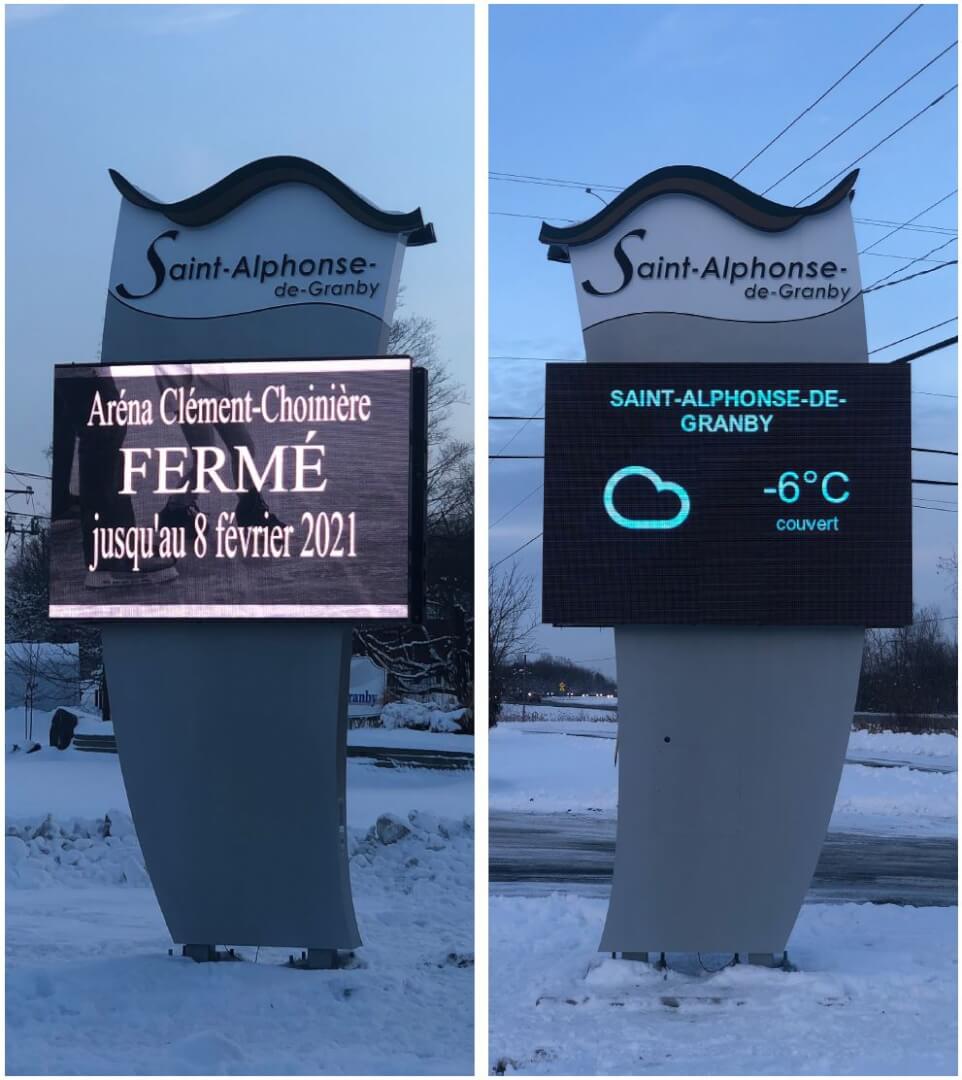 Saint-Alphonse-
de-Granby
Aréna Clément-Choinière
FERMÉ
jusqu'au 8 février 2021
ranby
Saint-Alphonse-
de-Granby
SAINT-ALPHONSE-DE-
GRANBY
-6°C
couvert